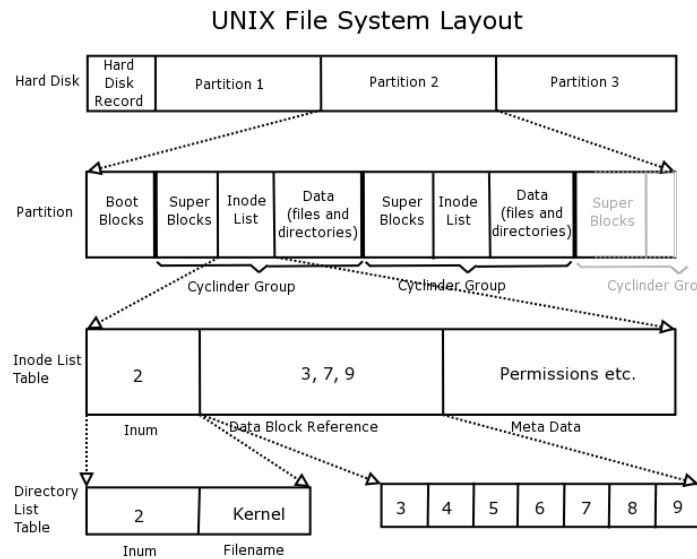 UNIX File System Layout
Hard Disk
Hard
Disk
Record
Partition 1
Partition 2
Partition 3
Partition
Boot
Blocks
Super
Blocks
Inode
List
Data
(files and
directories)
Super
Blocks
Inode
List
Data
(files and
directories)
Super
Blocks
Cyclinder Group
Cyclinder Group
Cyclinder Gro
Inode List
Table
2
3, 7, 9
Permissions etc.
Inum
Data Block Reference
Meta Data
Directory
List
Table
2
Kernel
3 4 5 6 7 8 9
Inum
Filename